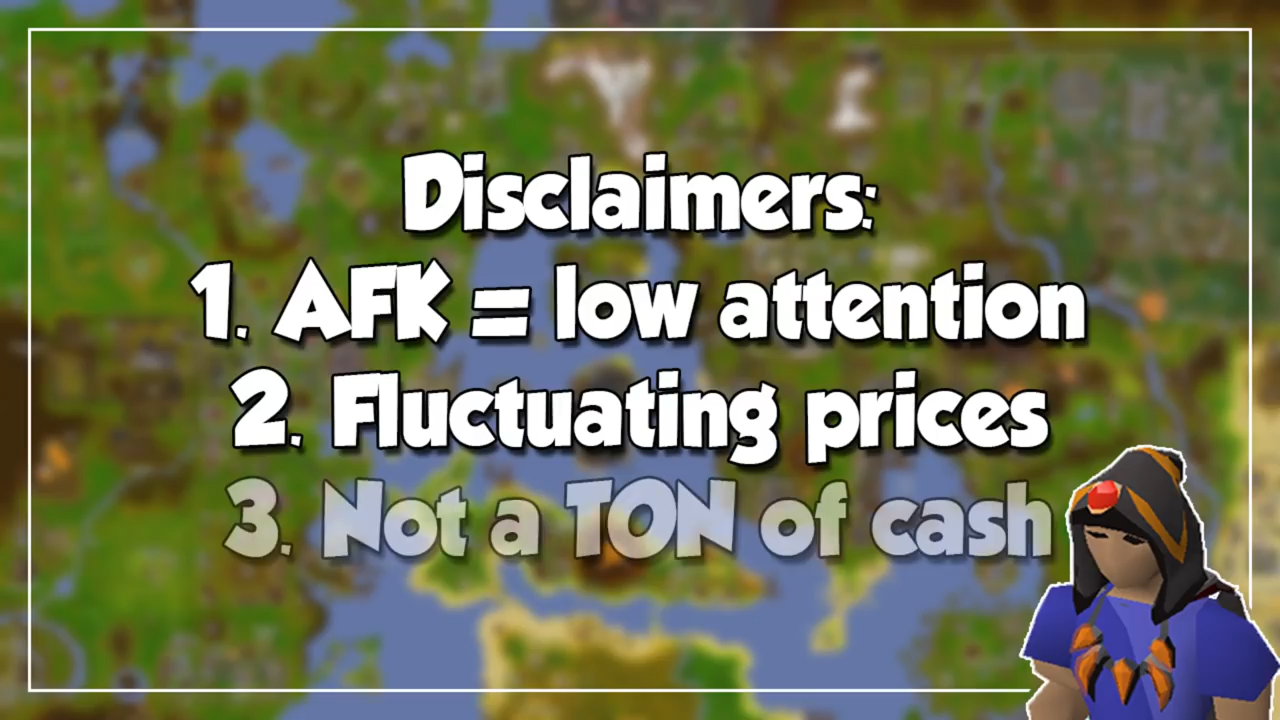 Disclaimers:
1. AFK = low attention
2. Fluctuating prices
3. Not a TON of cash